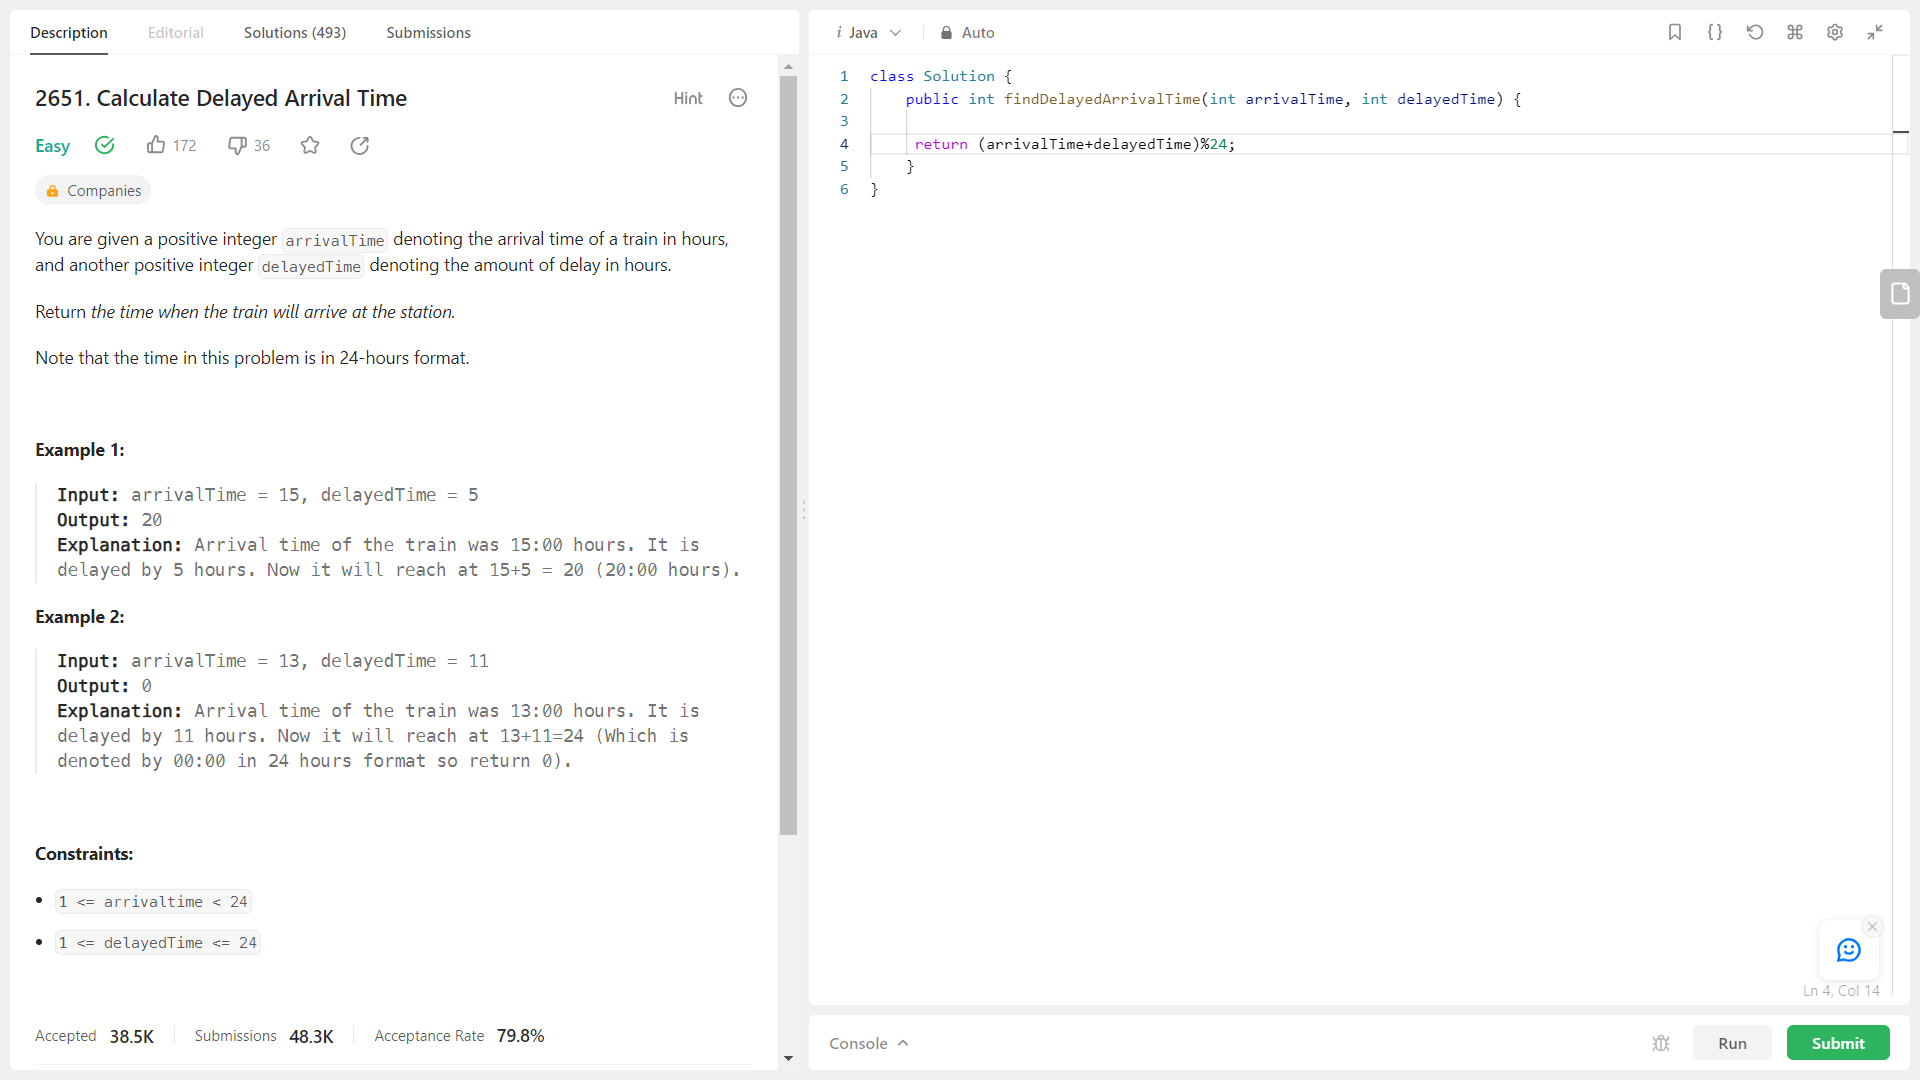 Description
Editorial
Solutions (493)
Submissions
2651. Calculate Delayed Arrival Time
Hint
Easy
172
36
Companies
You are given a positive integer arrivalTime denoting the arrival time of a train in hours,
and another positive integer delayedTime denoting the amount of delay in hours.
Return the time when the train will arrive at the station.
Note that the time in this problem is in 24-hours format.
Example 1:
Input: arrivalTime = 15, delayedTime = 5
Output: 20
Explanation: Arrival time of the train was 15:00 hours. It is
delayed by 5 hours. Now it will reach at 15+5 = 20 (20:00 hours).
Example 2:
Input: arrivalTime = 13, delayedTime = 11
Output: 0
Explanation: Arrival time of the train was 13:00 hours. It is
delayed by 11 hours. Now it will reach at 13+11=24 (Which is
denoted by 00:00 in 24 hours format so return 0).
Constraints:
• 1 <= arrivaltime < 24
• 1 <= delayedTime <= 24
Accepted 38.5K
Submissions 48.3K
Acceptance Rate 79.8%
i Java
Auto
1 class Solution {
2 public int findDelayedArrivalTime(int arrivalTime, int delayedTime) {
3
4 return (arrivalTime+delayedTime)%24;
5 }
6 }
Ln 4, Col 14
Console
Run
Submit